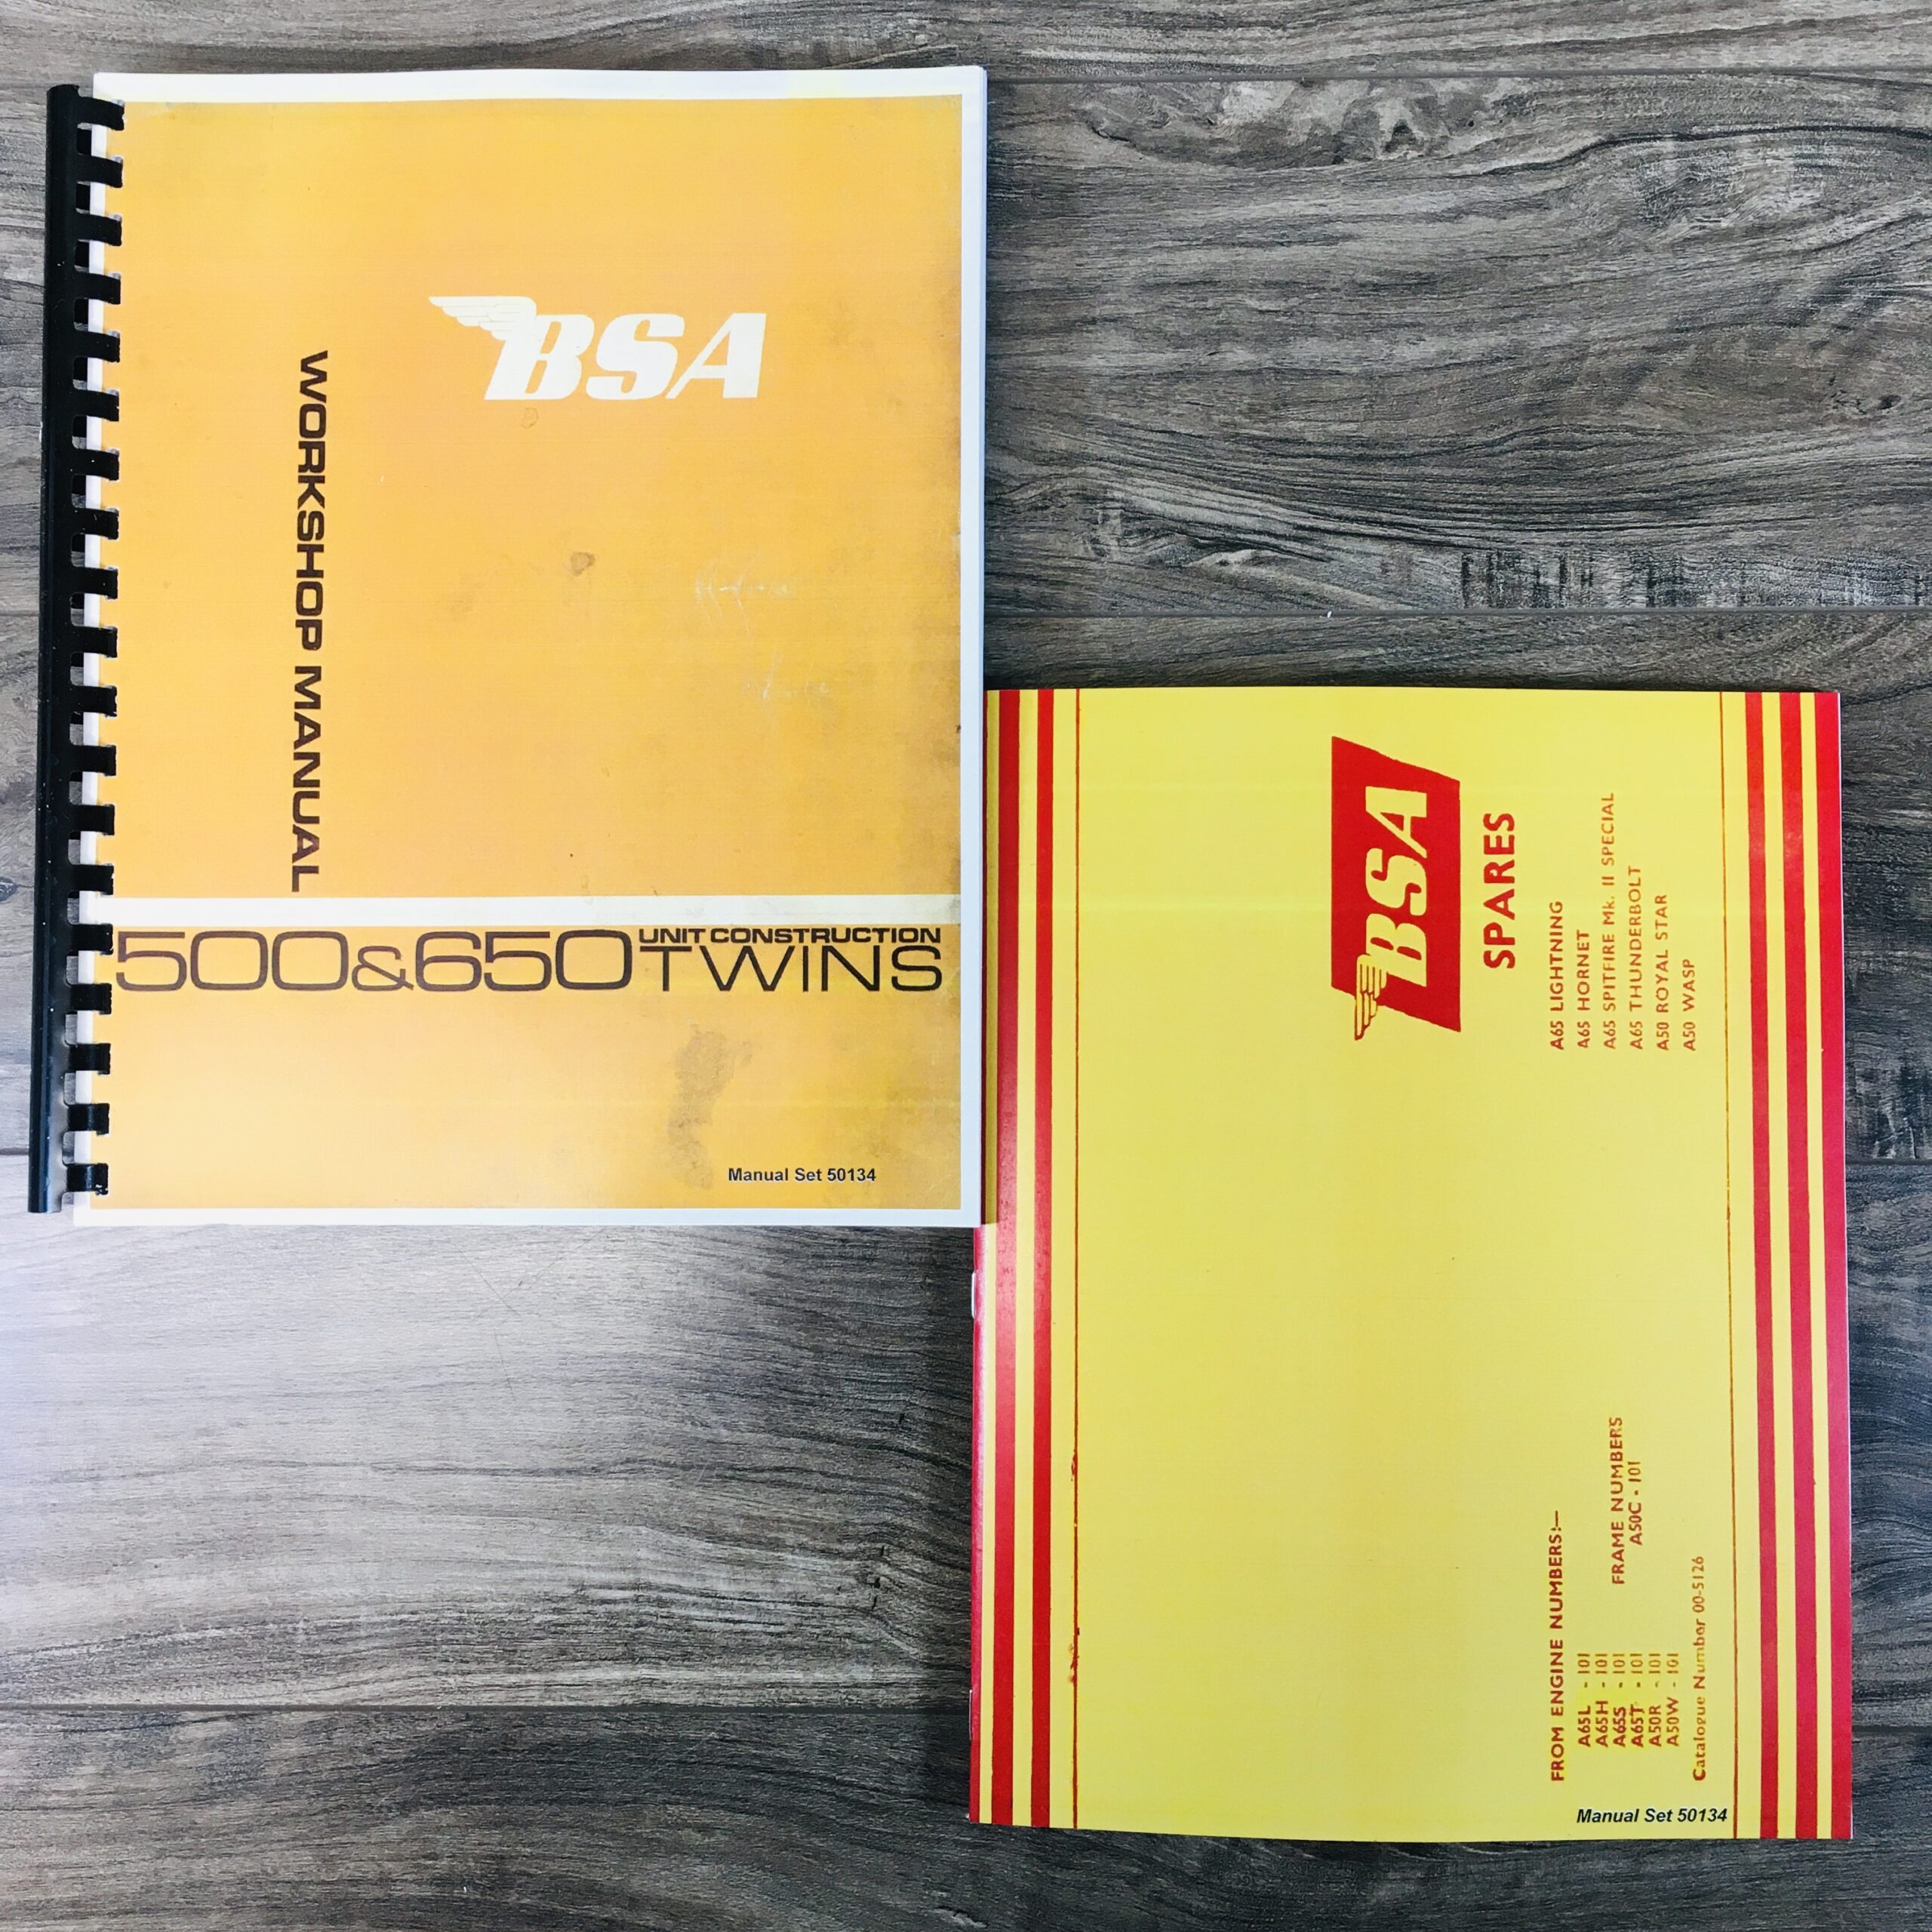 BSA
WORKSHOP MANUAL
500&650 UNIT CONSTRUCTION TWINS
Manual Set 50134
BSA
SPARES
A65 LIGHTNING
A65 HORNET
A65 SPITFIRE Mk. II SPECIAL
A65 THUNDERBOLT
A50 ROYAL STAR
A50 WASP
FROM ENGINE NUMBERS:—
A65L - 101
A65H - 101
A65S - 101
A65T - 101
A50R - 101
A50W - 101
FRAME NUMBERS
A50C - 101
Catalogue Number 00-5126
Manual Set 50134